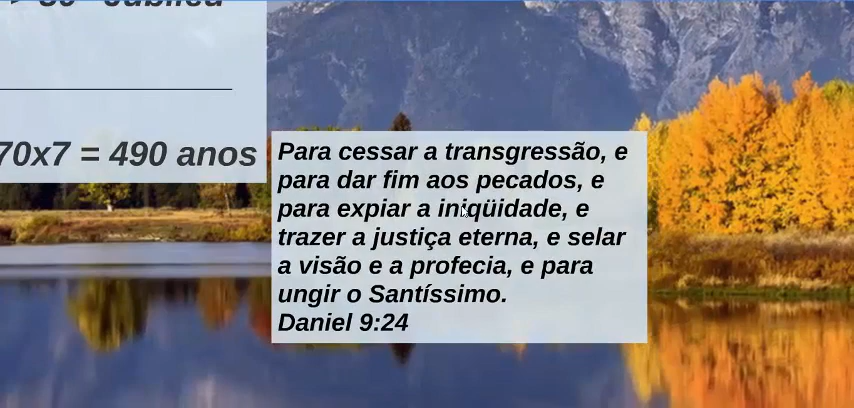 70x7 = 490 anos
Para cessar a transgressão, e
para dar fim aos pecados, e
para expiar a iniqüidade, e
trazer a justiça eterna, e selar
a visão e a profecia, e para
ungir o Santíssimo.
Daniel 9:24